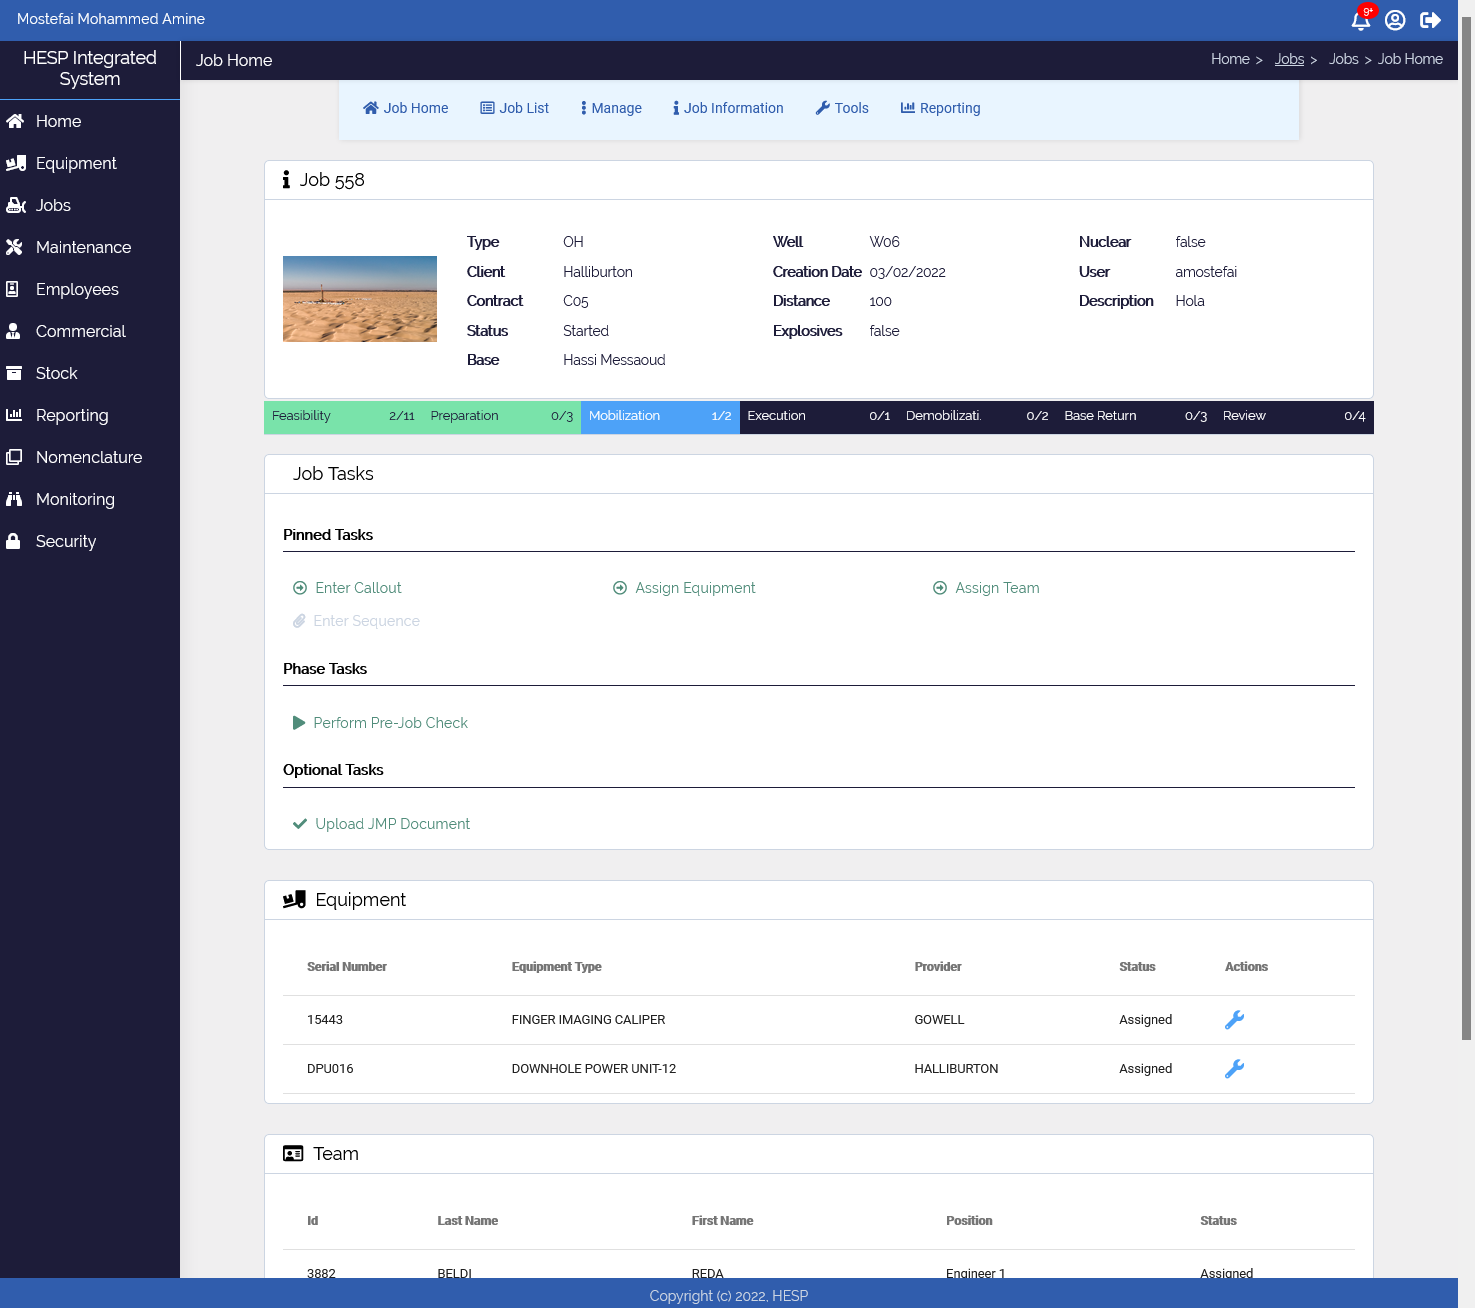 Mostefai Mohammed Amine
9+
HESP Integrated
System
Job Home
Home > Jobs > Jobs > Job Home
Home
Equipment
Jobs
Maintenance
Employees
Commercial
Stock
Reporting
Nomenclature
Monitoring
Security
Job Home Job List Manage Job Information Tools Reporting
Job 558
Type OH Well W06 Nuclear false
Client Halliburton Creation Date 03/02/2022 User amostefai
Contract C05 Distance 100 Description Hola
Status Started Explosives false
Base Hassi Messaoud
Feasibility 2/11 Preparation 0/3 Mobilization 1/2 Execution 0/1 Demobilizati. 0/2 Base Return 0/3 Review 0/4
Job Tasks
Pinned Tasks
Enter Callout Assign Equipment Assign Team
Enter Sequence
Phase Tasks
Perform Pre-Job Check
Optional Tasks
Upload JMP Document
Equipment
Serial Number Equipment Type Provider Status Actions
15443 FINGER IMAGING CALIPER GOWELL Assigned
DPU016 DOWNHOLE POWER UNIT-12 HALLIBURTON Assigned
Team
Id Last Name First Name Position Status
3882 BELDI REDA Engineer 1 Assigned
Copyright (c) 2022, HESP